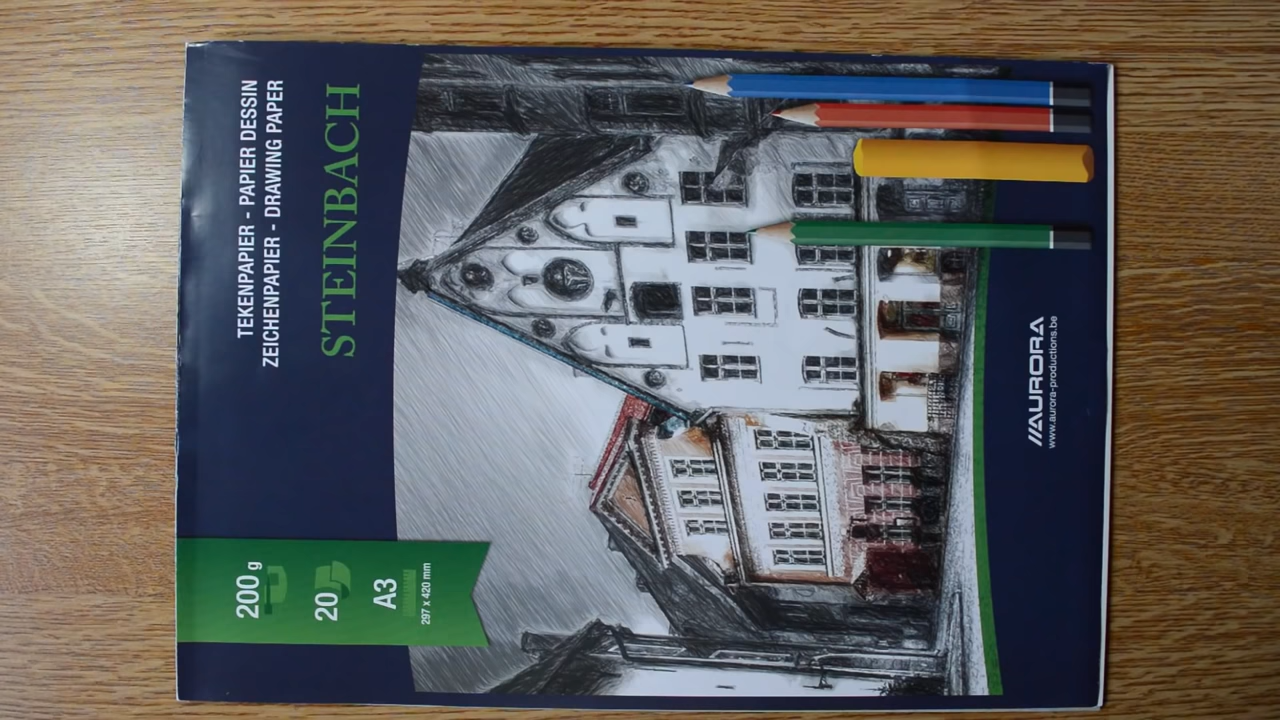 TEKENPAPIER - PAPIER DESSIN
ZEICHENPAPIER - DRAWING PAPER
STEINBACH
200 g
20
A3
297 x 420 mm
//AURORA
www.aurora-productions.be